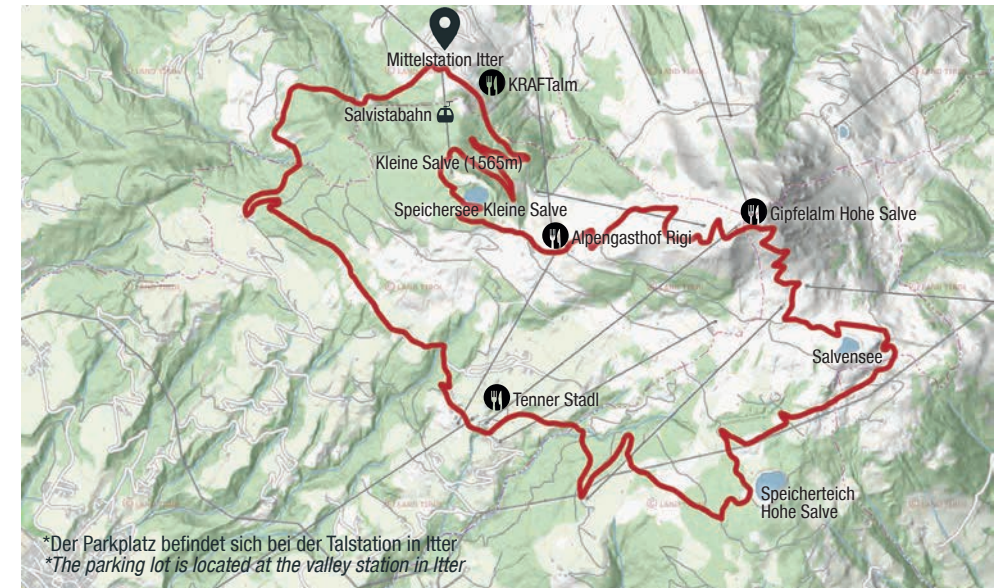 Mittelstation Itter
KRAFTalm
Salvistabahn
Kleine Salve (1565m)
Speichersee Kleine Salve
Gipfelalm Hohe Salve
Alpengasthof Rigi
Salvensee
Tenner Stadl
Speicherteich
Hohe Salve
*Der Parkplatz befindet sich bei der Talstation in Itter
*The parking lot is located at the valley station in Itter